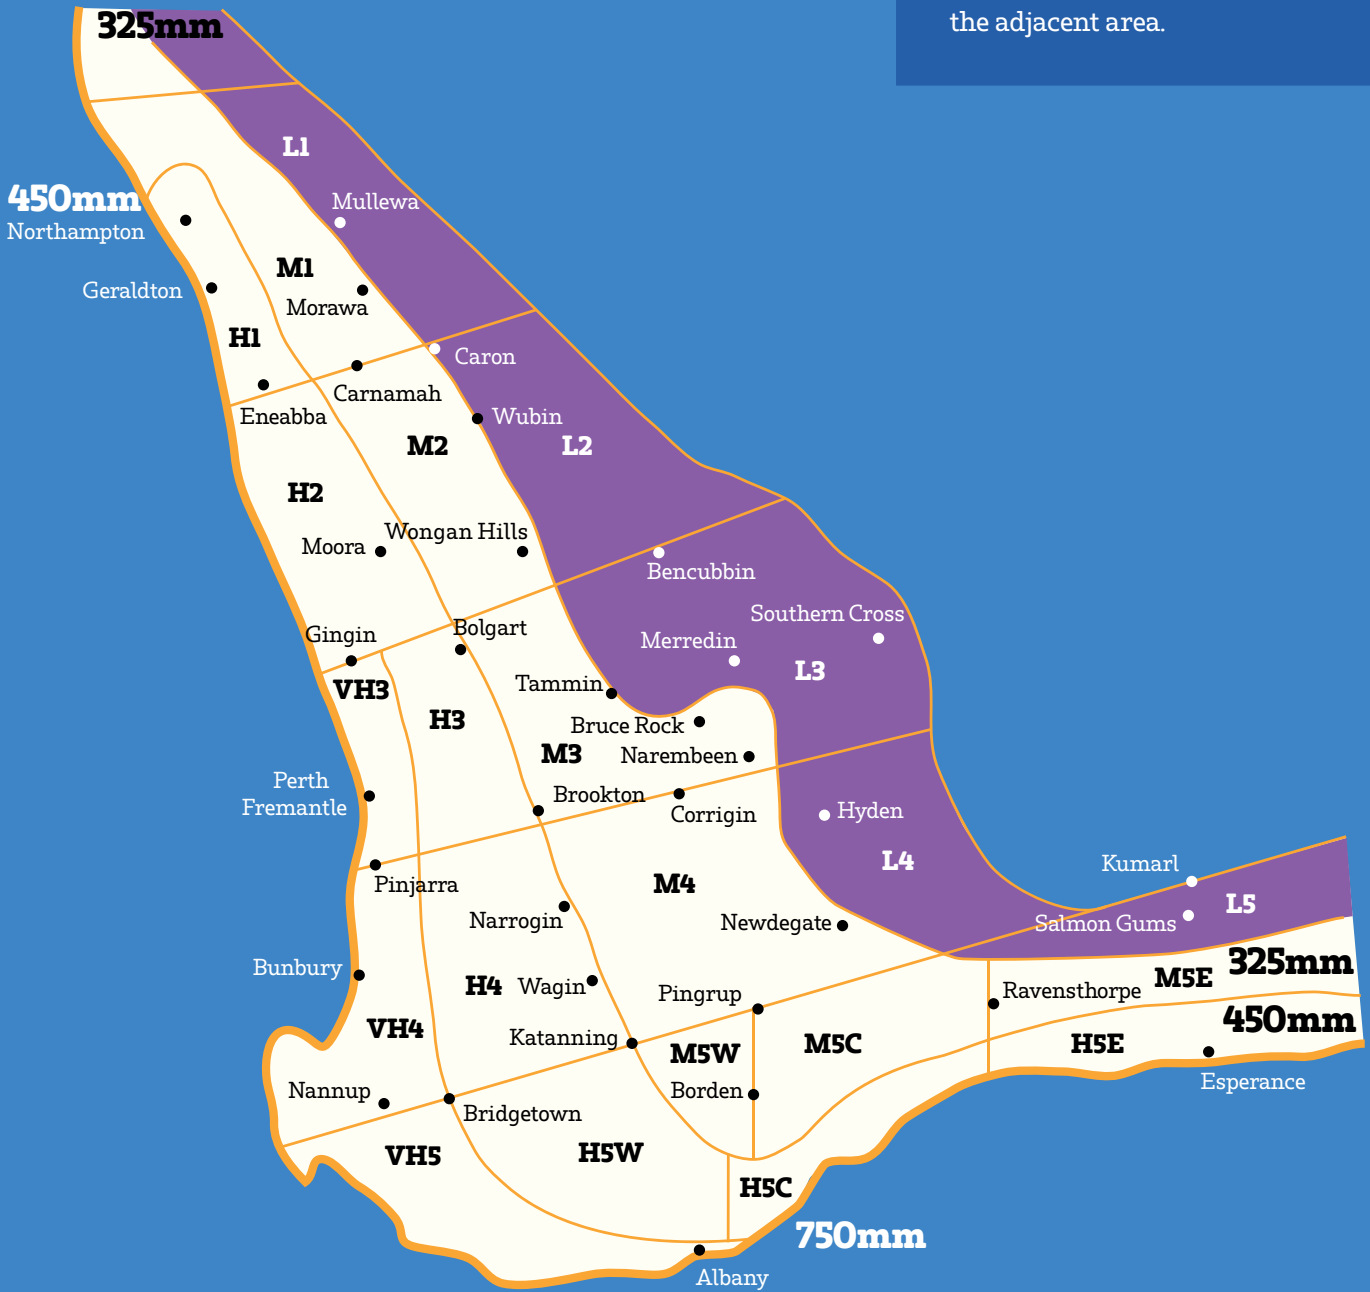 the adjacent area.
325mm
L1
450mm
Mullewa
Northampton
M1
Geraldton
Morawa
H1
Caron
Carnamah
Eneabba
Wubin
M2
L2
H2
Wongan Hills
Moora
Bencubbin
Southern Cross
Gingin
Bolgart
Merredin
L3
Tammin
VH3
H3
Bruce Rock
M3
Narembeen
Perth
Fremantle
Brookton
Corrigin
Hyden
L4
Kumarl
Pinjarra
M4
L5
Narrogin
Newdegate
Salmon Gums
Bunbury
325mm
M5E
H4
Wagin
Pingrup
Ravensthorpe
450mm
VH4
Katanning
M5W
M5C
H5E
Nannup
Borden
Esperance
Bridgetown
VH5
H5W
H5C
750mm
Albany